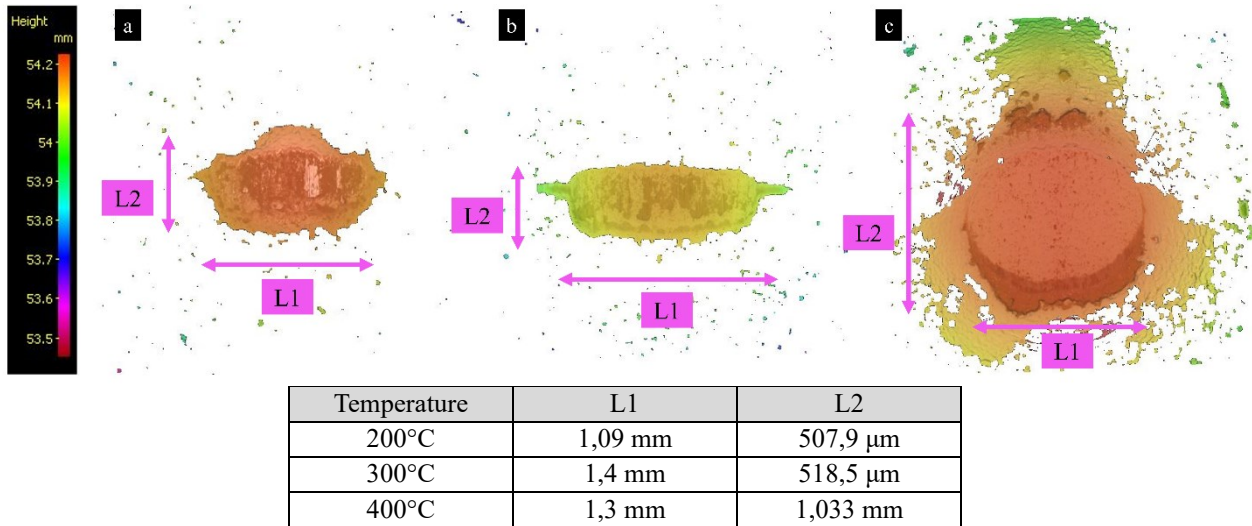 Height
mm
54.2
54.1
54
53.9
53.8
53.7
53.6
53.5
a
L2
L1
b
L2
L1
c
L2
L1
Temperature L1 L2
200°C 1,09 mm 507,9 µm
300°C 1,4 mm 518,5 µm
400°C 1,3 mm 1,033 mm